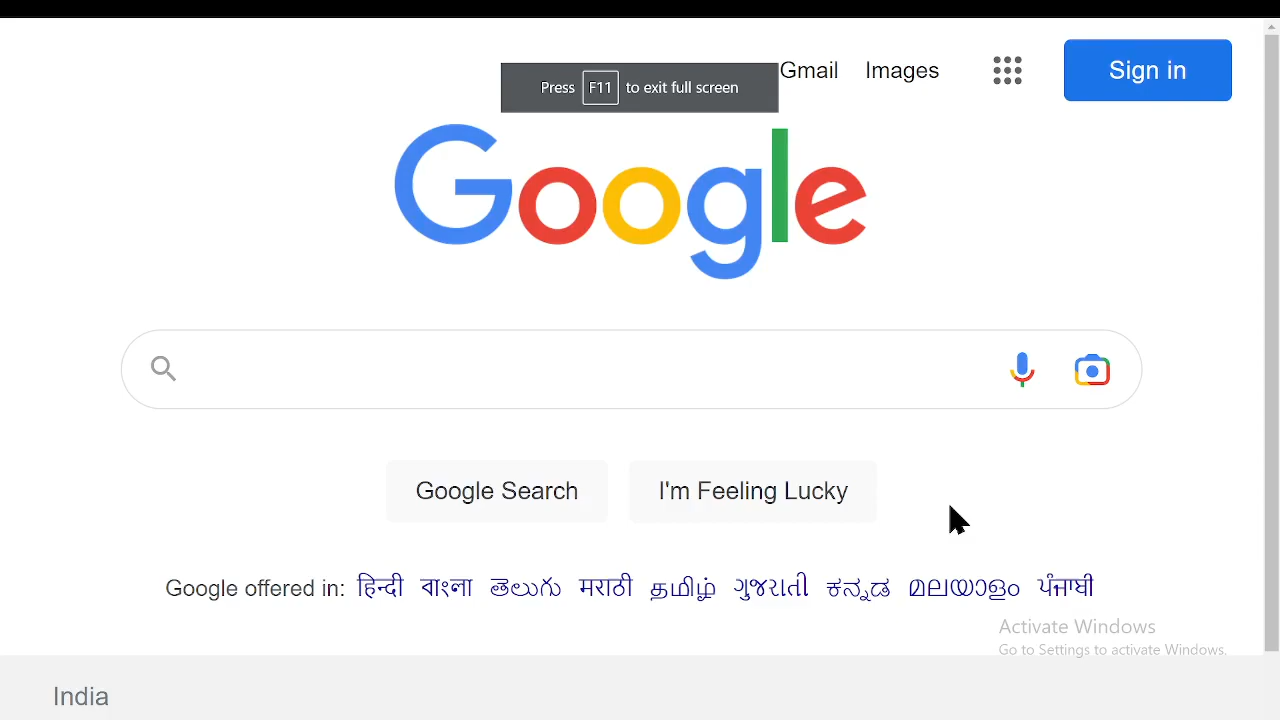 Gmail Images Sign in
Press F11 to exit full screen
Google
Google Search I'm Feeling Lucky
Google offered in: हिन्दी বাংলা తెలుగు मराठी தமிழ் ગુજરાતી ಕನ್ನಡ മലയാളം ਪੰਜਾਬੀ
Activate Windows
Go to Settings to activate Windows.
India